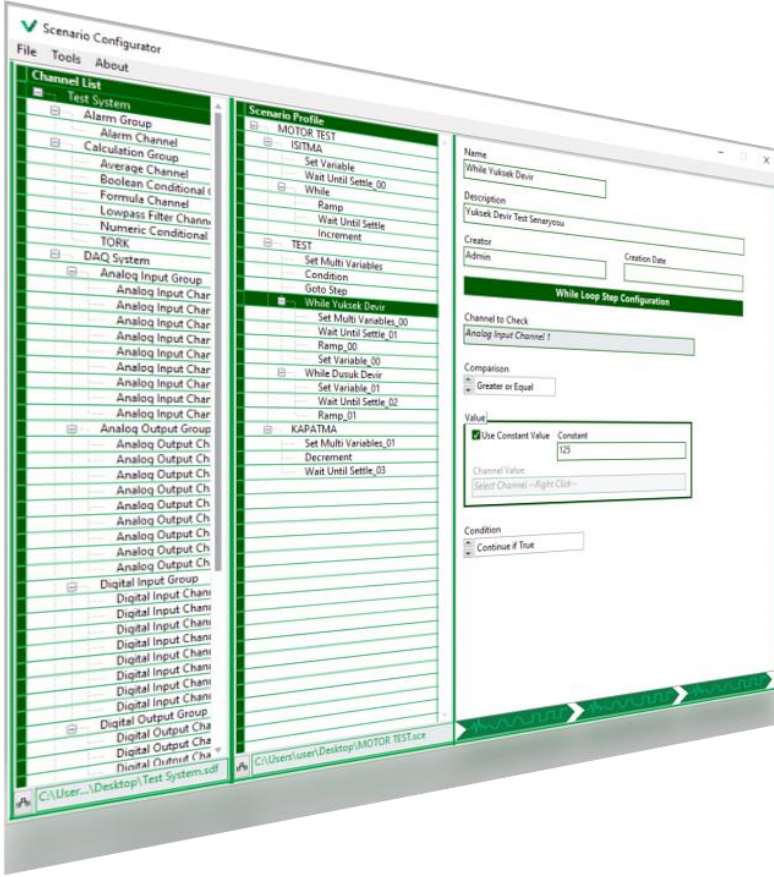 Scenario Configurator
File Tools About
Channel List
Test System
Alarm Group
Alarm Channel
Calculation Group
Average Channel
Boolean Conditional
Formula Channel
Lowpass Filter Chann
Numeric Conditional
TORK
DAQ System
Analog Input Group
Analog Input Char
Analog Input Char
Analog Input Char
Analog Input Char
Analog Input Char
Analog Input Char
Analog Input Char
Analog Input Char
Analog Input Char
Analog Output Group
Analog Output Ch
Analog Output Ch
Analog Output Ch
Analog Output Ch
Analog Output Ch
Analog Output Ch
Analog Output Ch
Analog Output Ch
Analog Output Ch
Digital Input Group
Digital Input Chan
Digital Input Chan
Digital Input Chan
Digital Input Chan
Digital Input Chan
Digital Input Chan
Digital Input Chan
Digital Input Chan
Digital Output Group
Digital Output Cha
Digital Output Cha
Digital Output Cha
C:\User...\Desktop\Test System.sdf
Scenario Profile
MOTOR TEST
ISITMA
Set Variable
Wait Until Settle_00
While
Ramp
Wait Until Settle
Increment
TEST
Set Multi Variables
Condition
Goto Step
While Yuksek Devir
Set Multi Variables_00
Wait Until Settle_01
Ramp_00
Set Variable_00
While Dusuk Devir
Set Variable_01
Wait Until Settle_02
Ramp_01
KAPATMA
Set Multi Variables_01
Decrement
Wait Until Settle_03
C:\Users\user\Desktop\MOTOR TEST.sce
Name
While Yuksek Devir
Description
Yuksek Devir Test Senaryosu
Creator
Admin
Creation Date
While Loop Step Configuration
Channel to Check
Analog Input Channel 1
Comparison
Greater or Equal
Value
Use Constant Value Constant
125
Channel Value
Select Channel --Right Click--
Condition
Continue if True